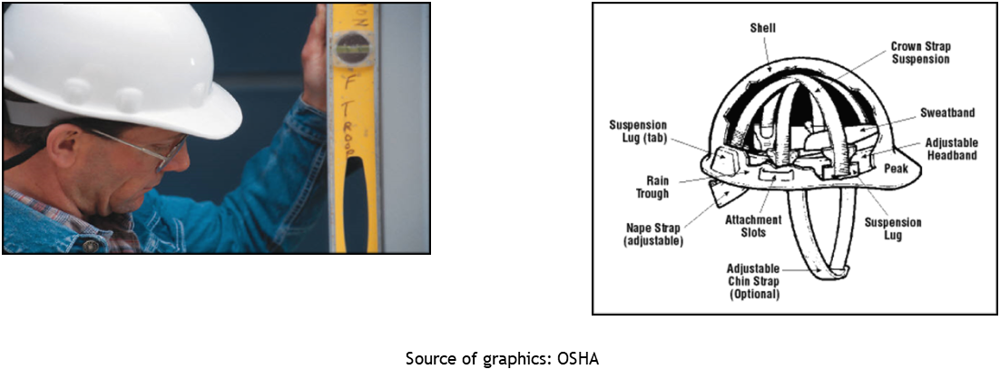 ION
F TROOP
Shell
Crown Strap
Suspension
Sweatband
Suspension
Lug (tab)
Adjustable
Headband
Peak
Rain
Trough
Nape Strap
(adjustable)
Attachment
Slots
Suspension
Lug
Adjustable
Chin Strap
(Optional)
Source of graphics: OSHA